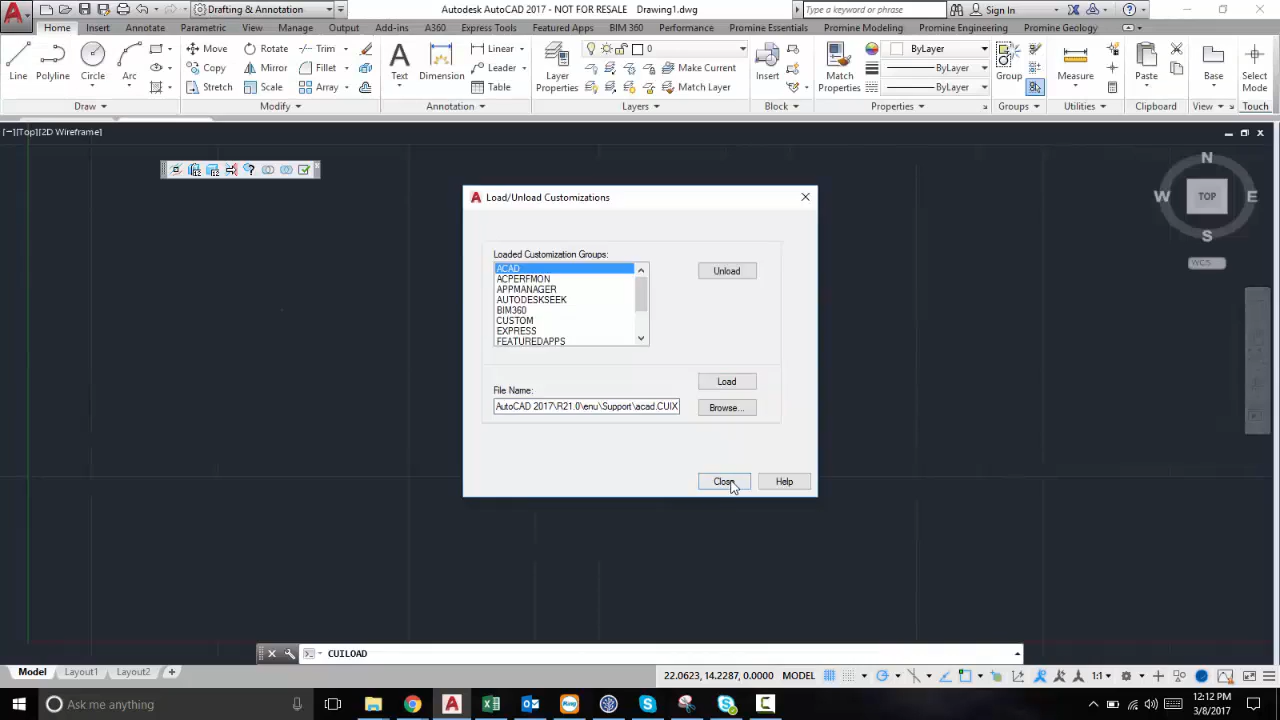 Drafting & Annotation
Autodesk AutoCAD 2017 - NOT FOR RESALE Drawing1.dwg
Type a keyword or phrase
Sign In
Home Insert Annotate Parametric View Manage Output Add-ins A360 Express Tools Featured Apps BIM 360 Performance Promine Essentials Promine Modeling Promine Engineering Promine Geology
Line Polyline Circle Arc
Move Rotate Trim
Copy Mirror Fillet
Stretch Scale Array
Text Dimension
Linear
Leader
Table
Layer Properties
0
Make Current
Match Layer
Insert
Match Properties
ByLayer
ByLayer
ByLayer
Group
Measure
Paste
Base
Select Mode
Draw Modify Annotation Layers Block Properties Groups Utilities Clipboard View Touch
[−][Top][2D Wireframe]
N
W TOP E
S
WCS
Load/Unload Customizations
Loaded Customization Groups:
ACAD
ACPERFMON
APPMANAGER
AUTODESKSEEK
BIM360
CUSTOM
EXPRESS
FEATUREDAPPS
Unload
File Name:
Load
AutoCAD 2017\R21.0\enu\Support\acad.CUIX
Browse...
Close Help
CUILOAD
Model Layout1 Layout2
22.0623, 14.2287, 0.0000 MODEL 1:1
Ask me anything
12:12 PM
3/8/2017